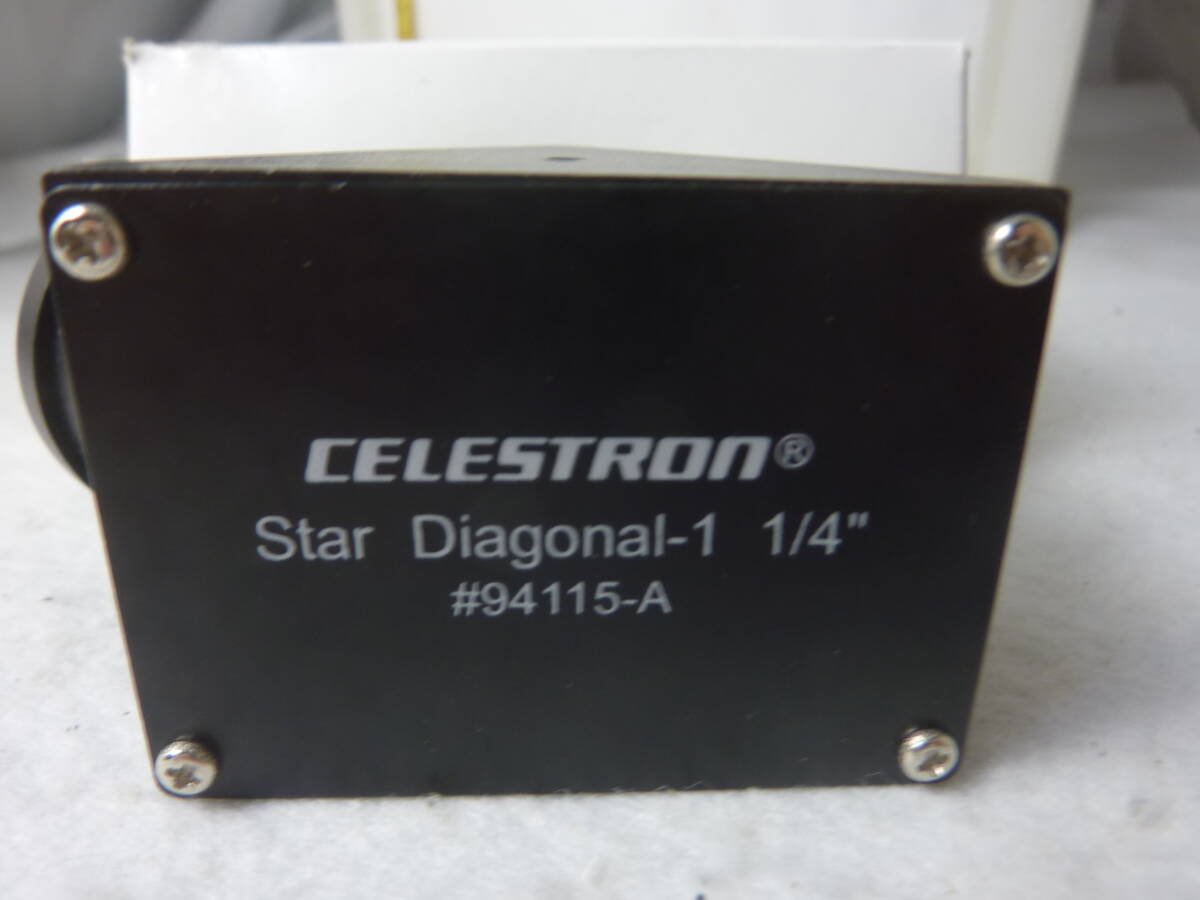 CELESTRON®
Star Diagonal-1 1/4"
#94115-A